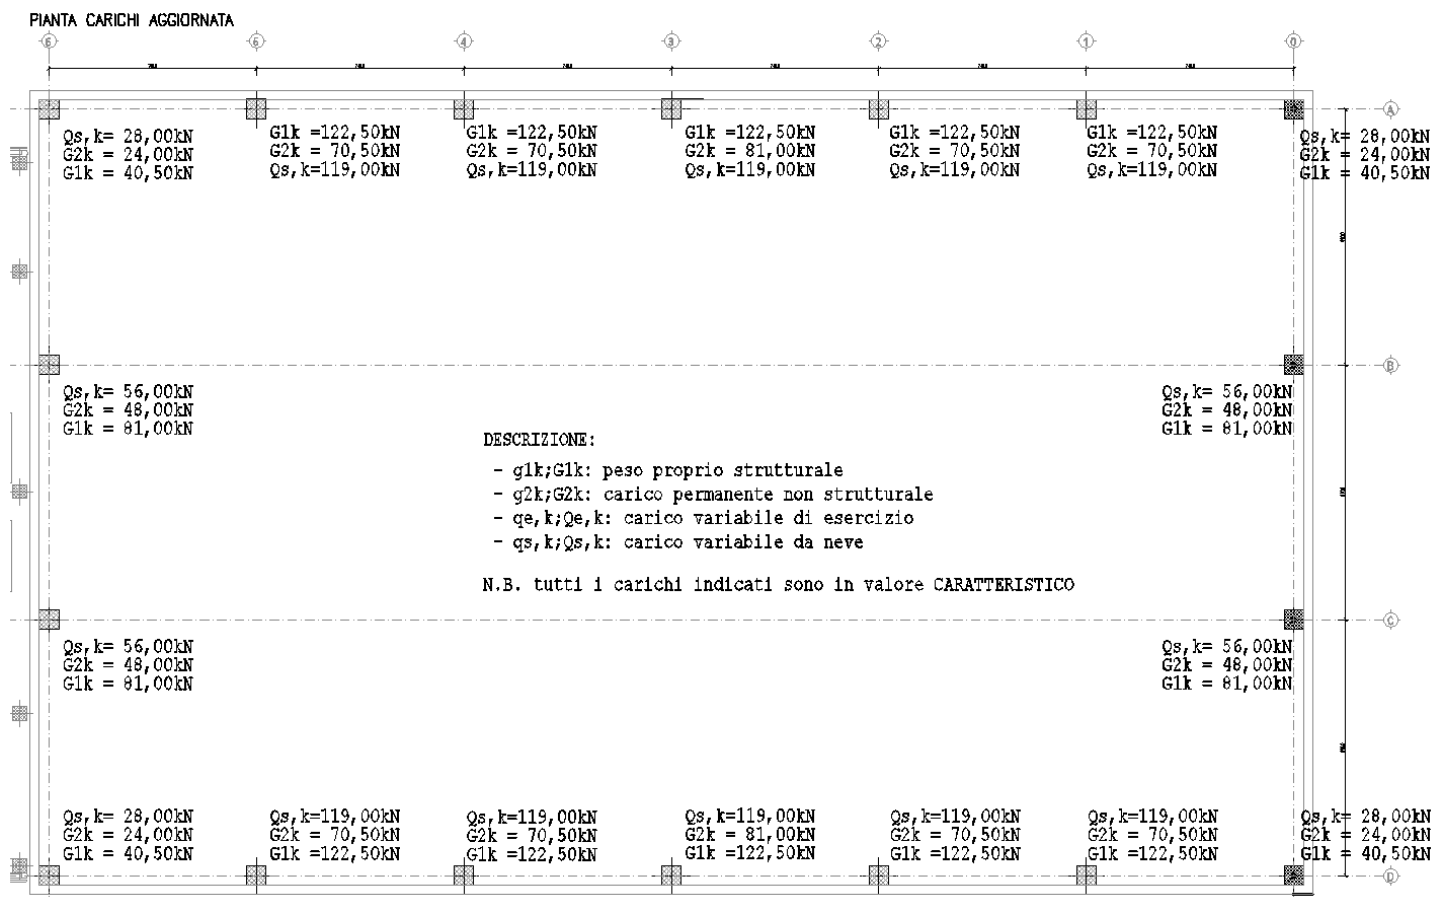 PIANTA CARICHI AGGIORNATA
6 4 3 2 1 0
A
Qs,k= 28,00kN
G2k = 24,00kN
G1k = 40,50kN
G1k =122,50kN
G2k = 70,50kN
Qs,k=119,00kN
G1k =122,50kN
G2k = 70,50kN
Qs,k=119,00kN
G1k =122,50kN
G2k = 81,00kN
Qs,k=119,00kN
G1k =122,50kN
G2k = 70,50kN
Qs,k=119,00kN
G1k =122,50kN
G2k = 70,50kN
Qs,k=119,00kN
Qs,k= 28,00kN
G2k = 24,00kN
G1k = 40,50kN
B
Qs,k= 56,00kN
G2k = 48,00kN
G1k = 81,00kN
Qs,k= 56,00kN
G2k = 48,00kN
G1k = 81,00kN
DESCRIZIONE:
- g1k;G1k: peso proprio strutturale
- g2k;G2k: carico permanente non strutturale
- qe,k;Qe,k: carico variabile di esercizio
- qs,k;Qs,k: carico variabile da neve
N.B. tutti i carichi indicati sono in valore CARATTERISTICO
C
Qs,k= 56,00kN
G2k = 48,00kN
G1k = 81,00kN
Qs,k= 56,00kN
G2k = 48,00kN
G1k = 81,00kN
Qs,k= 28,00kN
G2k = 24,00kN
G1k = 40,50kN
Qs,k=119,00kN
G2k = 70,50kN
G1k =122,50kN
Qs,k=119,00kN
G2k = 70,50kN
G1k =122,50kN
Qs,k=119,00kN
G2k = 81,00kN
G1k =122,50kN
Qs,k=119,00kN
G2k = 70,50kN
G1k =122,50kN
Qs,k=119,00kN
G2k = 70,50kN
G1k =122,50kN
Qs,k= 28,00kN
G2k = 24,00kN
G1k = 40,50kN
D